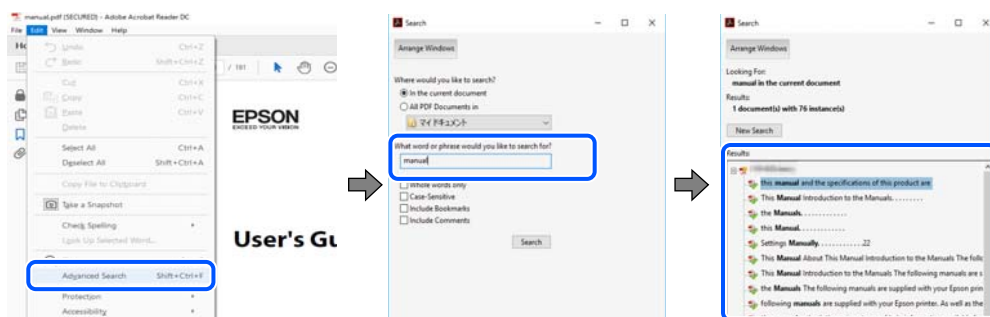 manual.pdf (SECURED) - Adobe Acrobat Reader DC
File Edit View Window Help
Undo Ctrl+Z
Redo Shift+Ctrl+Z
Cut Ctrl+X
Copy Ctrl+C
Paste Ctrl+V
Delete
Select All Ctrl+A
Deselect All Shift+Ctrl+A
Copy File to Clipboard
Take a Snapshot
Check Spelling
Look Up Selected Word...
Advanced Search Shift+Ctrl+F
Protection
Accessibility
/ 181
EPSON
EXCEED YOUR VISION
User's Gu
Search
Arrange Windows
Where would you like to search?
In the current document
All PDF Documents in
マイドキュメント
What word or phrase would you like to search for?
manual
Whole words only
Case-Sensitive
Include Bookmarks
Include Comments
Search
Search
Arrange Windows
Looking For:
manual in the current document
Results:
1 document(s) with 76 instance(s)
New Search
Results:
this manual and the specifications of this product are
This Manual Introduction to the Manuals. . . . . . . . .
the Manuals. . . . . . . . . . . . .
this Manual. . . . . . . . . . . . .
Settings Manually. . . . . . . . . . . . .22
This Manual About This Manual Introduction to the Manuals The follo
This Manual Introduction to the Manuals The following manuals are s
the Manuals The following manuals are supplied with your Epson prin
following manuals are supplied with your Epson printer. As well as the